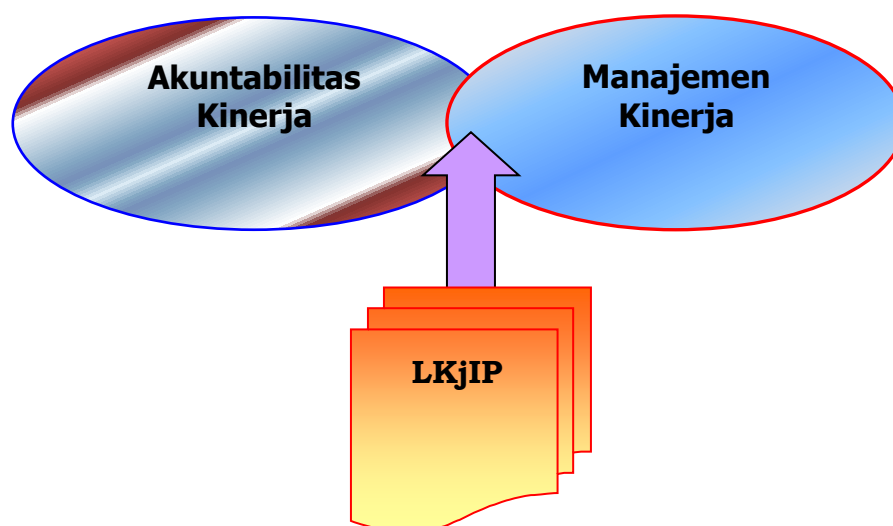 Akuntabilitas
Kinerja
Manajemen
Kinerja
LKjIP